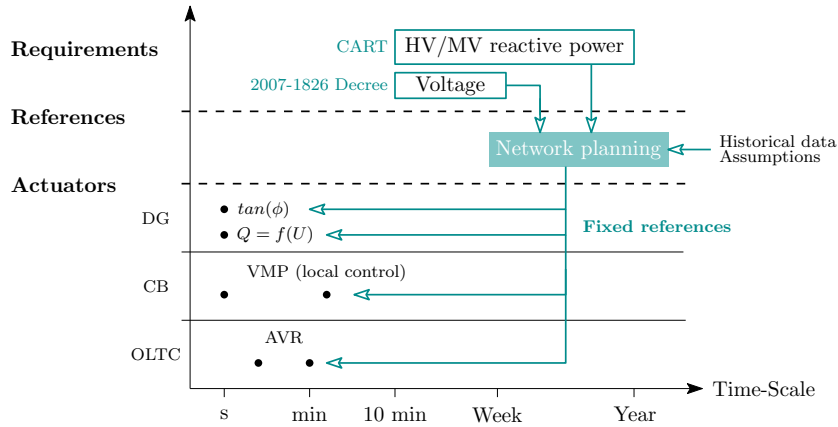 Requirements
CART
HV/MV reactive power
2007-1826 Decree
Voltage
References
Network planning
Historical data
Assumptions
Actuators
DG
tan(ϕ)
Q = f(U)
Fixed references
CB
VMP (local control)
OLTC
AVR
Time-Scale
s
min
10 min
Week
Year